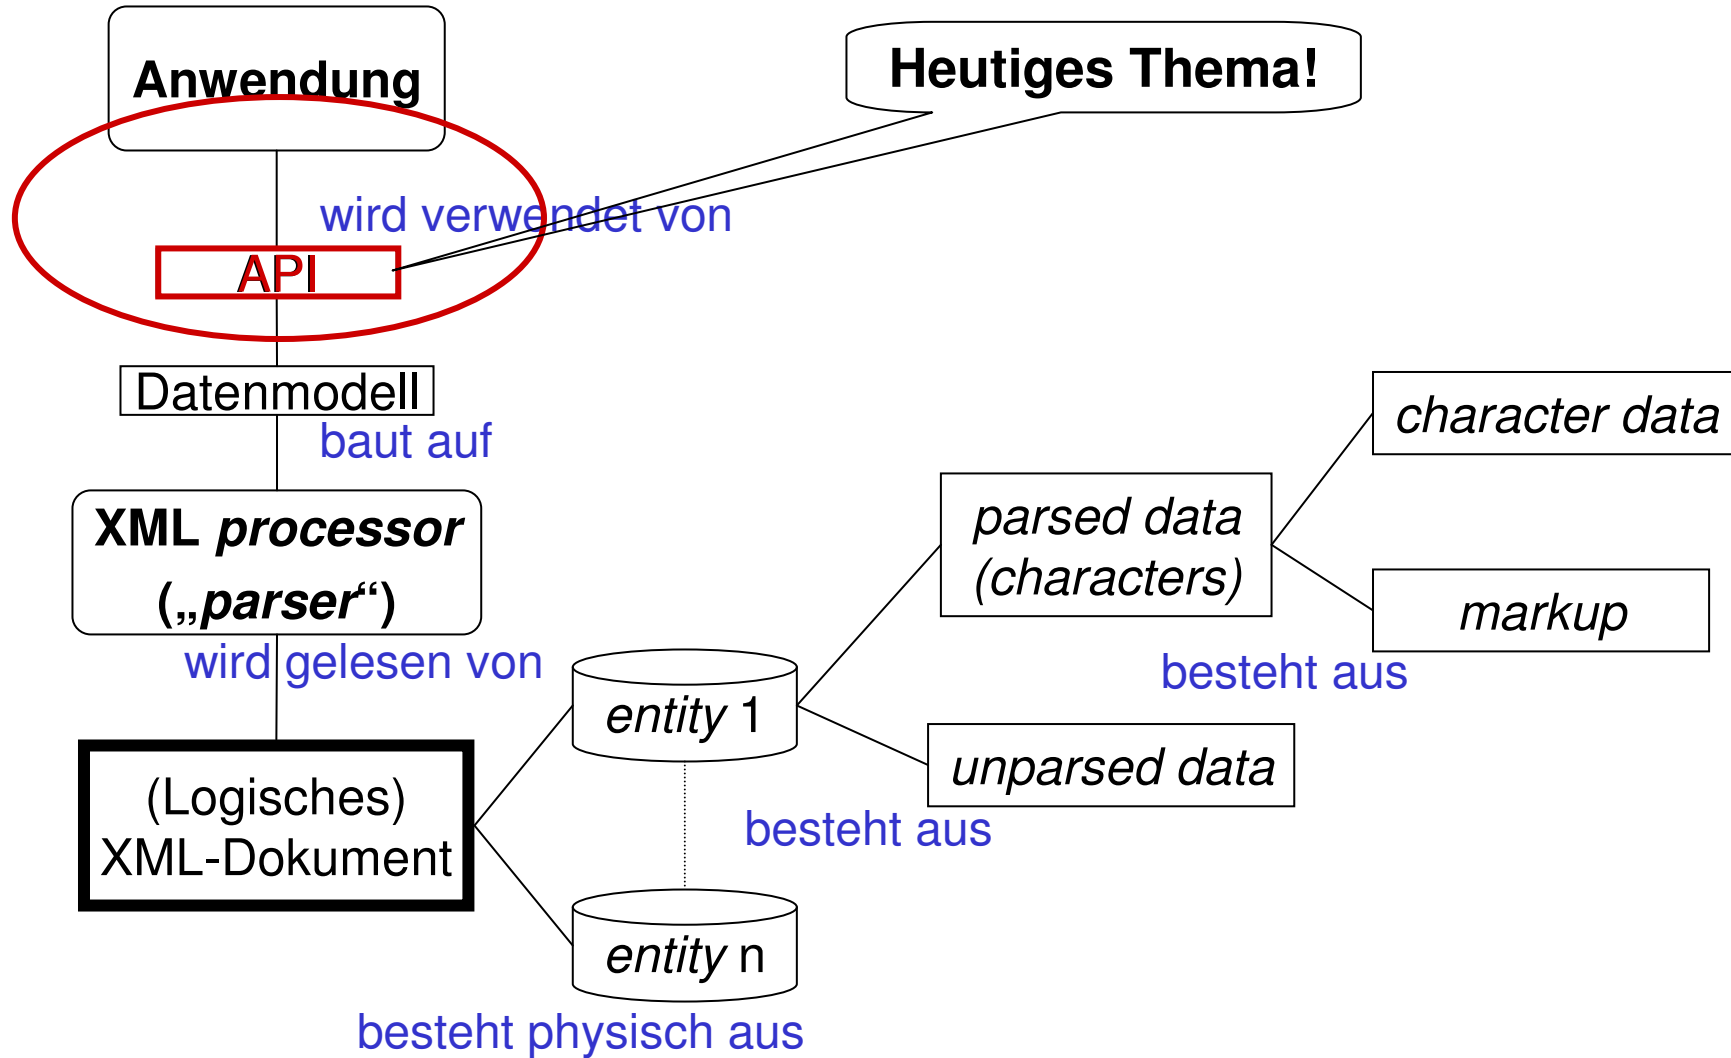 Anwendung
Heutiges Thema!
wird verwendet von
API
Datenmodell
baut auf
XML processor
(„parser“)
wird gelesen von
(Logisches)
XML-Dokument
entity 1
entity n
besteht physisch aus
parsed data
(characters)
unparsed data
besteht aus
character data
markup
besteht aus